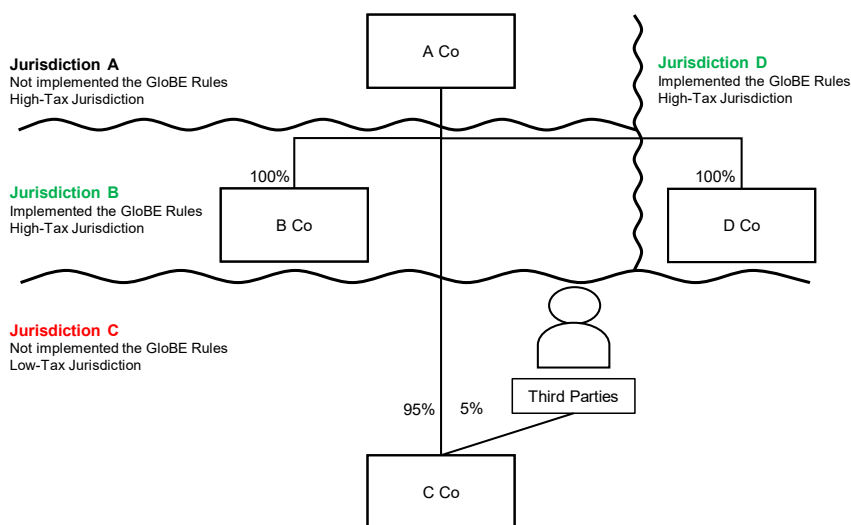 A Co
Jurisdiction A
Not implemented the GloBE Rules
High-Tax Jurisdiction
Jurisdiction D
Implemented the GloBE Rules
High-Tax Jurisdiction
100%
100%
Jurisdiction B
Implemented the GloBE Rules
High-Tax Jurisdiction
B Co
D Co
Jurisdiction C
Not implemented the GloBE Rules
Low-Tax Jurisdiction
Third Parties
95%
5%
C Co